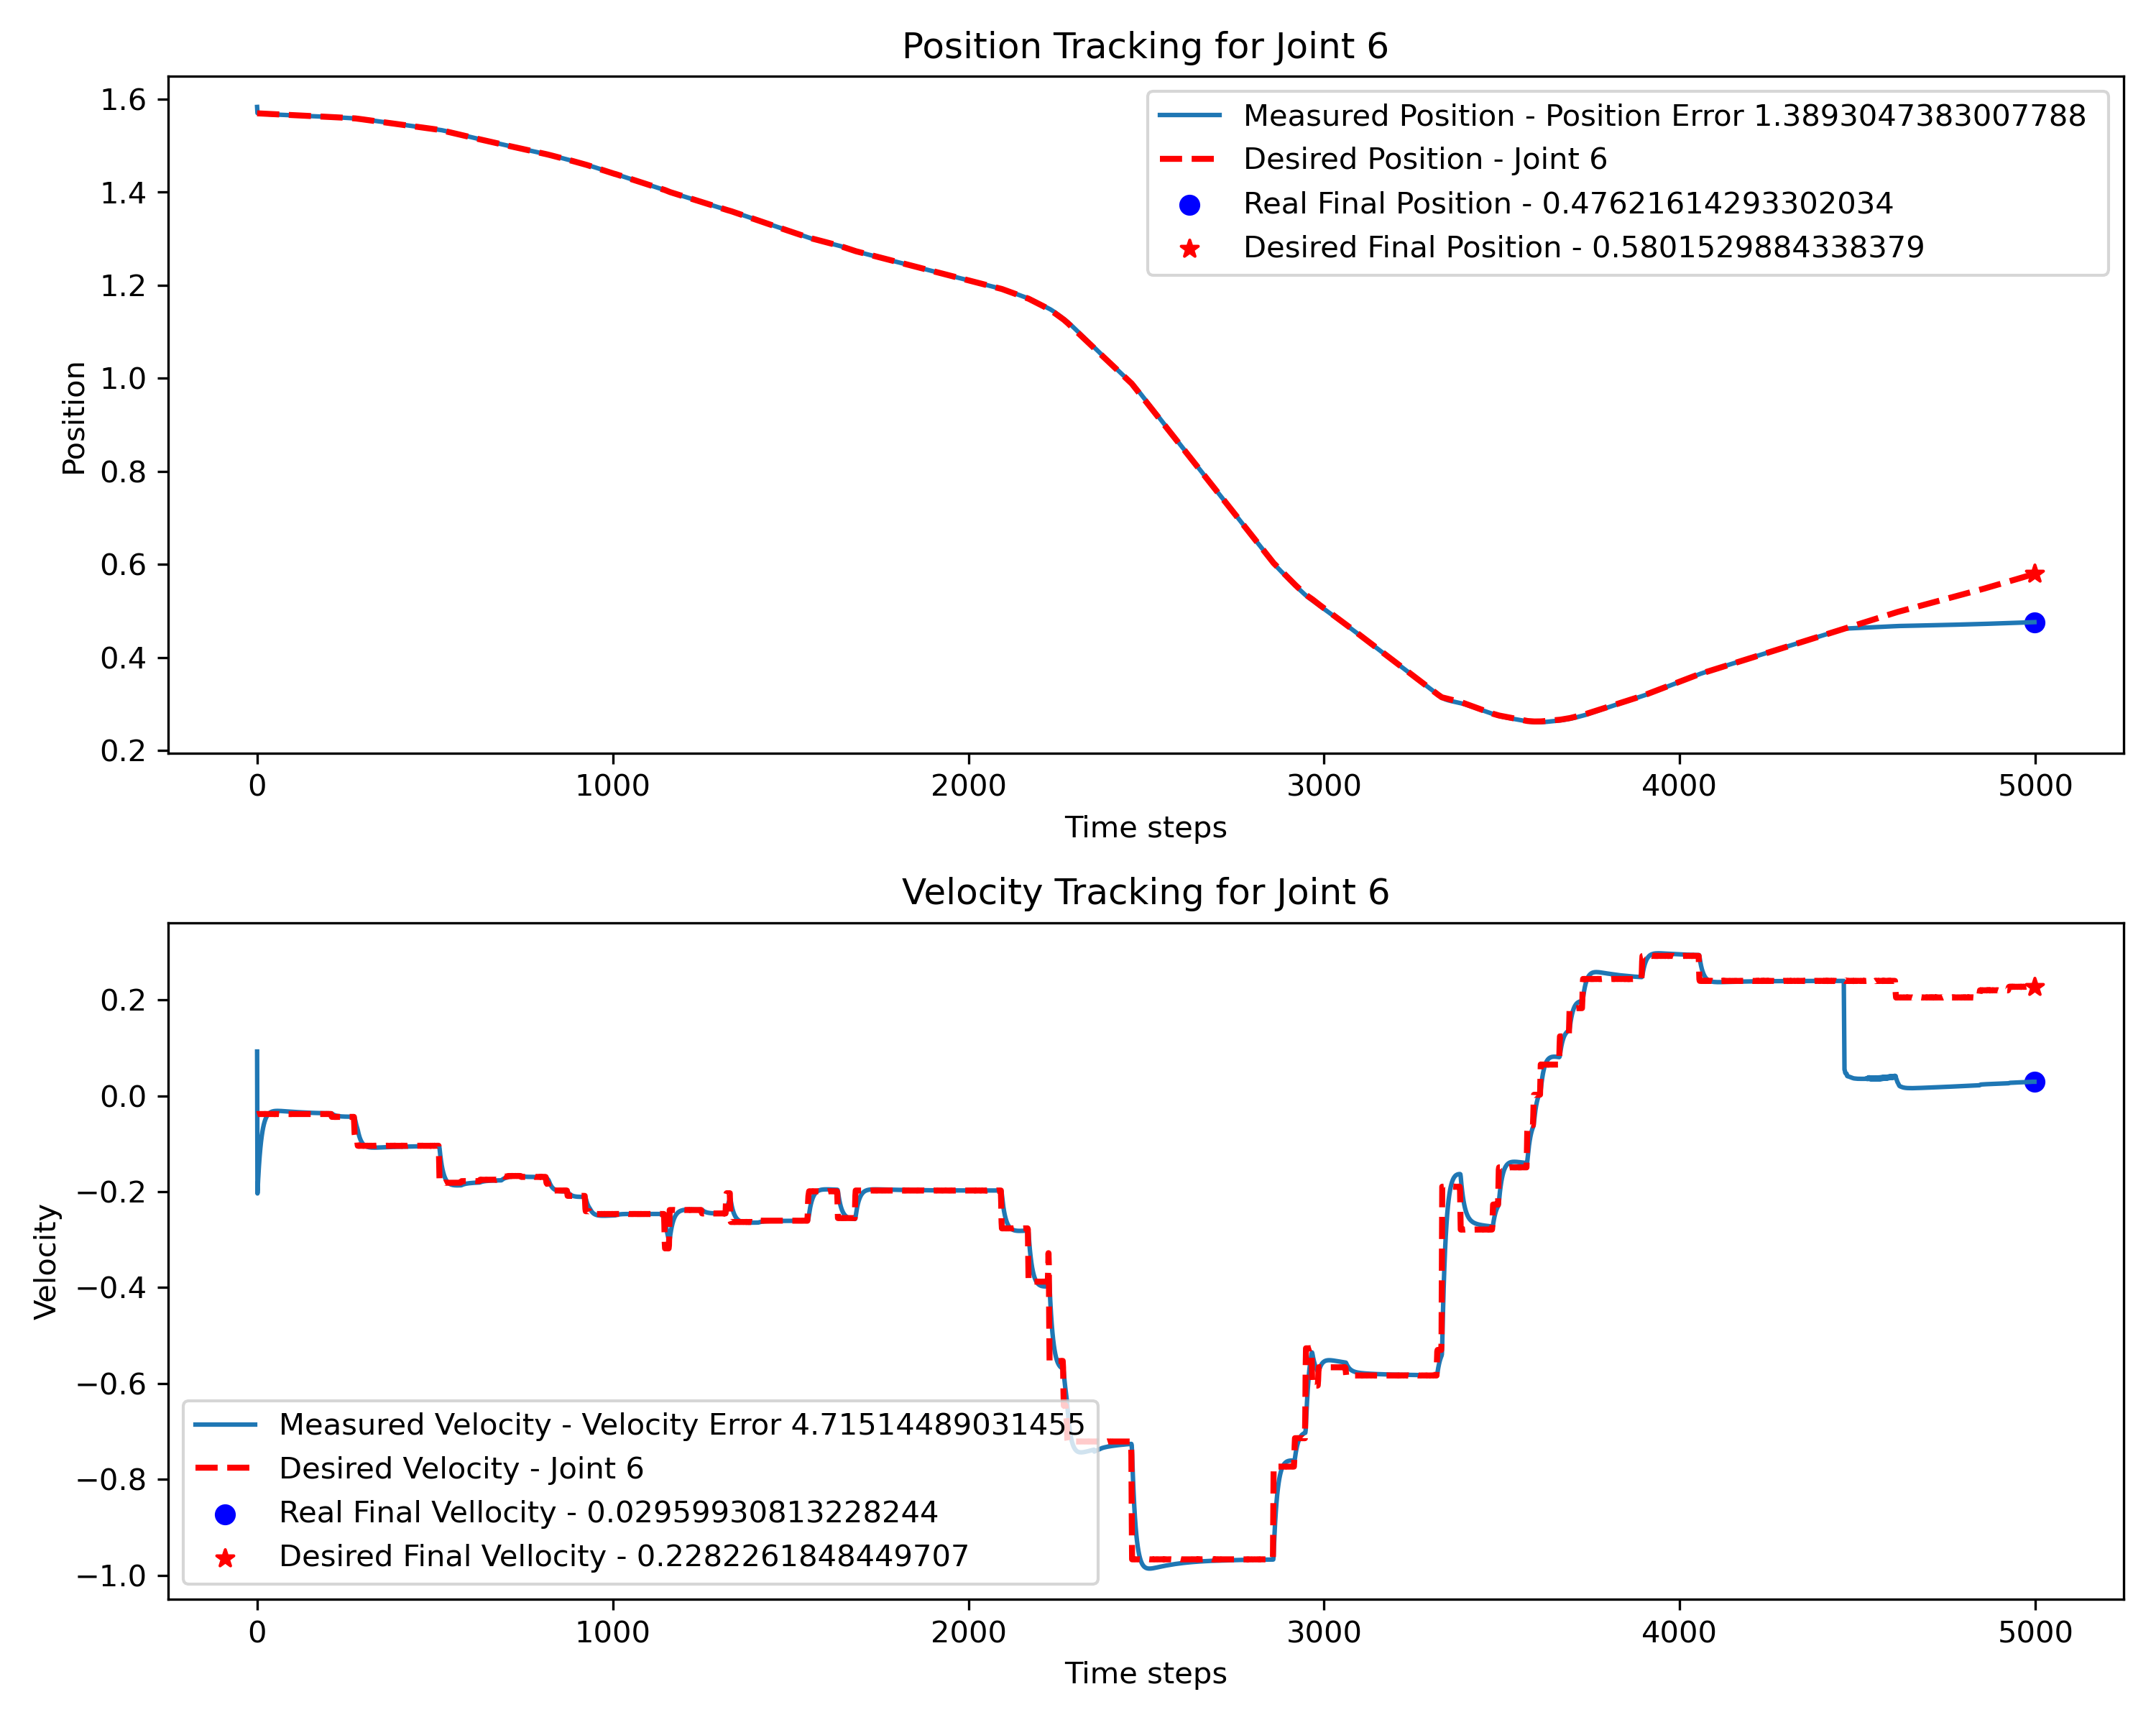 Position Tracking for Joint 6
Measured Position - Position Error 1.3893047383007788
Desired Position - Joint 6
Real Final Position - 0.47621614293302034
Desired Final Position - 0.5801529884338379
Position
1.6
1.4
1.2
1.0
0.8
0.6
0.4
0.2
0 1000 2000 3000 4000 5000
Time steps
Velocity Tracking for Joint 6
Velocity
0.2
0.0
−0.2
−0.4
−0.6
−0.8
−1.0
Measured Velocity - Velocity Error 4.71514489031455
Desired Velocity - Joint 6
Real Final Vellocity - 0.02959930813228244
Desired Final Vellocity - 0.2282261848449707
0 1000 2000 3000 4000 5000
Time steps